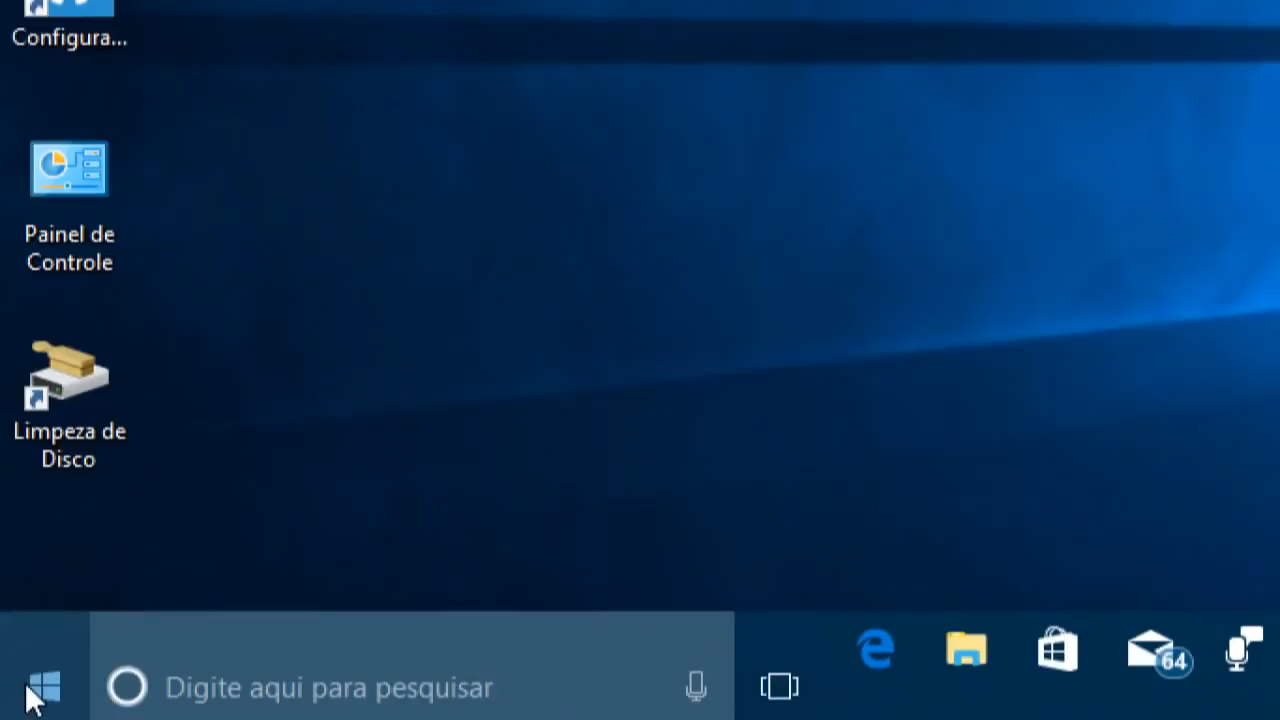 Configura...
Painel de
Controle
Limpeza de
Disco
Digite aqui para pesquisar
64